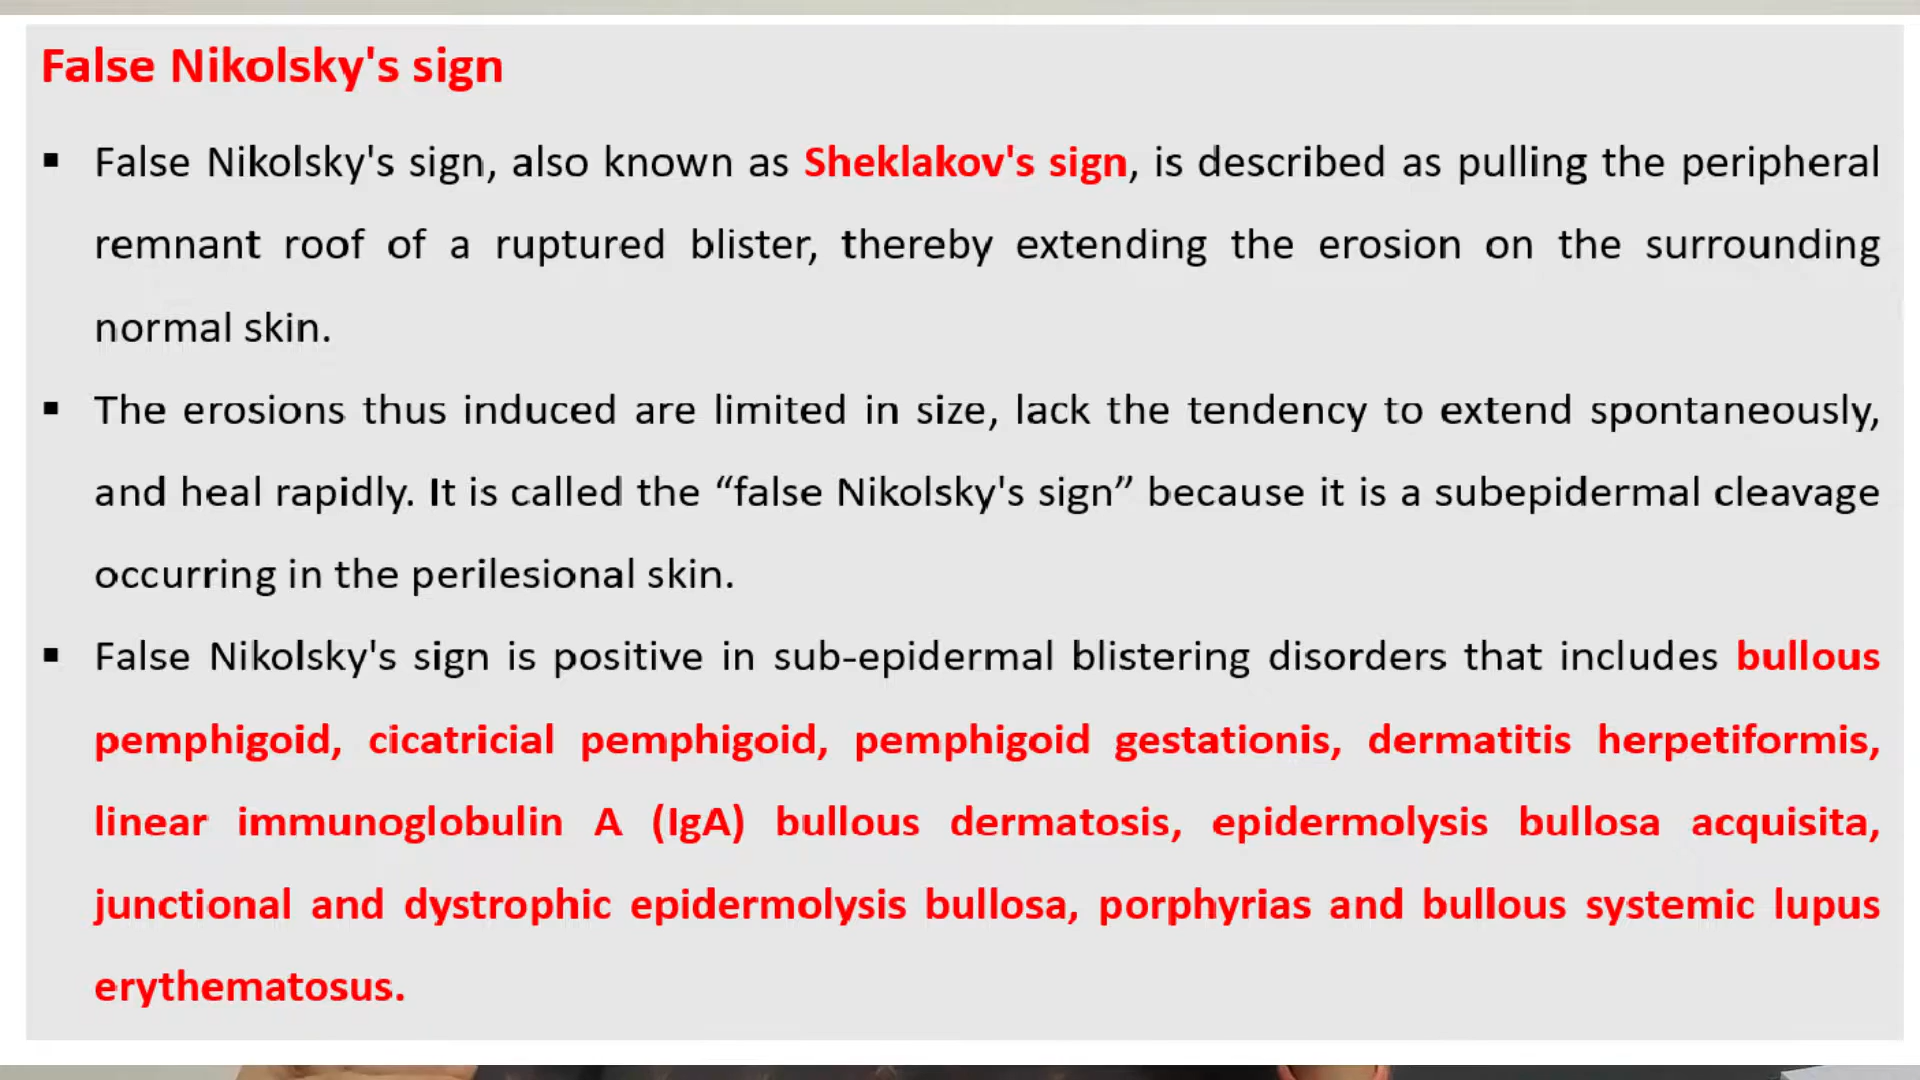 False Nikolsky's sign
▪ False Nikolsky's sign, also known as Sheklakov's sign, is described as pulling the peripheral
remnant roof of a ruptured blister, thereby extending the erosion on the surrounding
normal skin.
▪ The erosions thus induced are limited in size, lack the tendency to extend spontaneously,
and heal rapidly. It is called the “false Nikolsky's sign” because it is a subepidermal cleavage
occurring in the perilesional skin.
▪ False Nikolsky's sign is positive in sub-epidermal blistering disorders that includes bullous
pemphigoid, cicatricial pemphigoid, pemphigoid gestationis, dermatitis herpetiformis,
linear immunoglobulin A (IgA) bullous dermatosis, epidermolysis bullosa acquisita,
junctional and dystrophic epidermolysis bullosa, porphyrias and bullous systemic lupus
erythematosus.